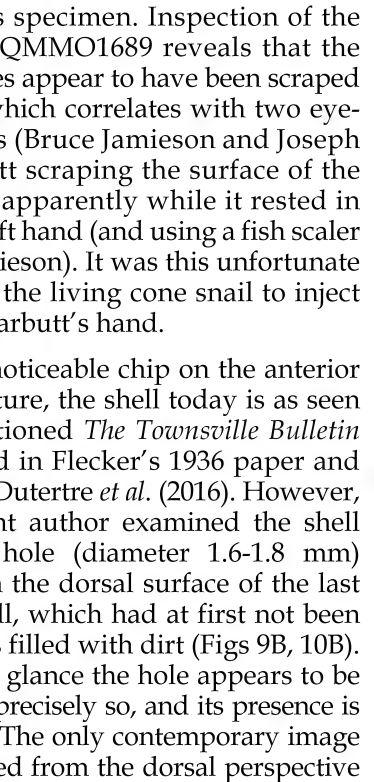 s specimen. Inspection of the
QMMO1689 reveals that the
es appear to have been scraped
which correlates with two eye-
s (Bruce Jamieson and Joseph
tt scraping the surface of the
apparently while it rested in
ft hand (and using a fish scaler
ieson). It was this unfortunate
the living cone snail to inject
arbutt's hand.
noticeable chip on the anterior
ture, the shell today is as seen
tioned The Townsville Bulletin
d in Flecker's 1936 paper and
Dutertre et al. (2016). However,
nt author examined the shell
hole (diameter 1.6-1.8 mm)
n the dorsal surface of the last
ll, which had at first not been
s filled with dirt (Figs 9B, 10B).
glance the hole appears to be
precisely so, and its presence is
The only contemporary image
ed from the dorsal perspective